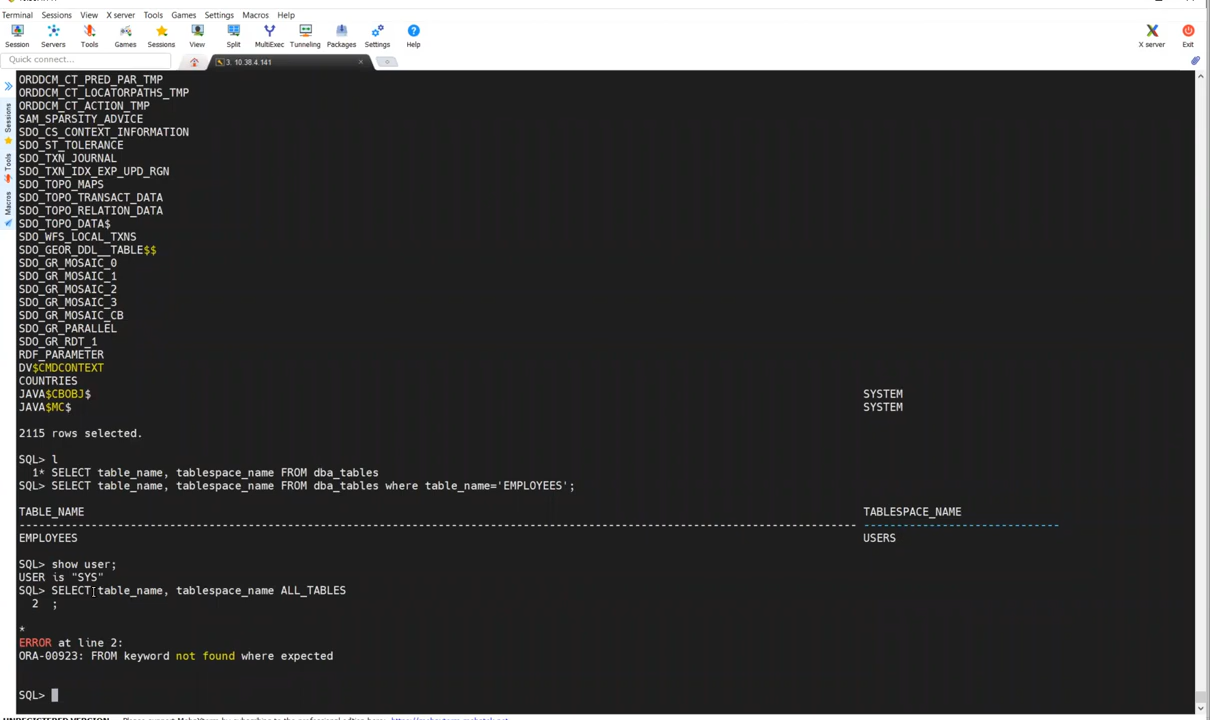 Terminal Sessions View X server Tools Games Settings Macros Help
Session Servers Tools Games Sessions View Split MultiExec Tunneling Packages Settings Help X server Exit
Quick connect... 3. 10.38.4.141
Sessions
Tools
Macros
ORDDCM_CT_PRED_PAR_TMP
ORDDCM_CT_LOCATORPATHS_TMP
ORDDCM_CT_ACTION_TMP
SAM_SPARSITY_ADVICE
SDO_CS_CONTEXT_INFORMATION
SDO_ST_TOLERANCE
SDO_TXN_JOURNAL
SDO_TXN_IDX_EXP_UPD_RGN
SDO_TOPO_MAPS
SDO_TOPO_TRANSACT_DATA
SDO_TOPO_RELATION_DATA
SDO_TOPO_DATA$
SDO_WFS_LOCAL_TXNS
SDO_GEOR_DDL__TABLE$$
SDO_GR_MOSAIC_0
SDO_GR_MOSAIC_1
SDO_GR_MOSAIC_2
SDO_GR_MOSAIC_3
SDO_GR_MOSAIC_CB
SDO_GR_PARALLEL
SDO_GR_RDT_1
RDF_PARAMETER
DV$CMDCONTEXT
COUNTRIES
JAVA$CBOBJ$ SYSTEM
JAVA$MC$ SYSTEM
2115 rows selected.
SQL> l
1* SELECT table_name, tablespace_name FROM dba_tables
SQL> SELECT table_name, tablespace_name FROM dba_tables where table_name='EMPLOYEES';
TABLE_NAME TABLESPACE_NAME
EMPLOYEES USERS
SQL> show user;
USER is "SYS"
SQL> SELECT table_name, tablespace_name ALL_TABLES
2 ;
*
ERROR at line 2:
ORA-00923: FROM keyword not found where expected
SQL>